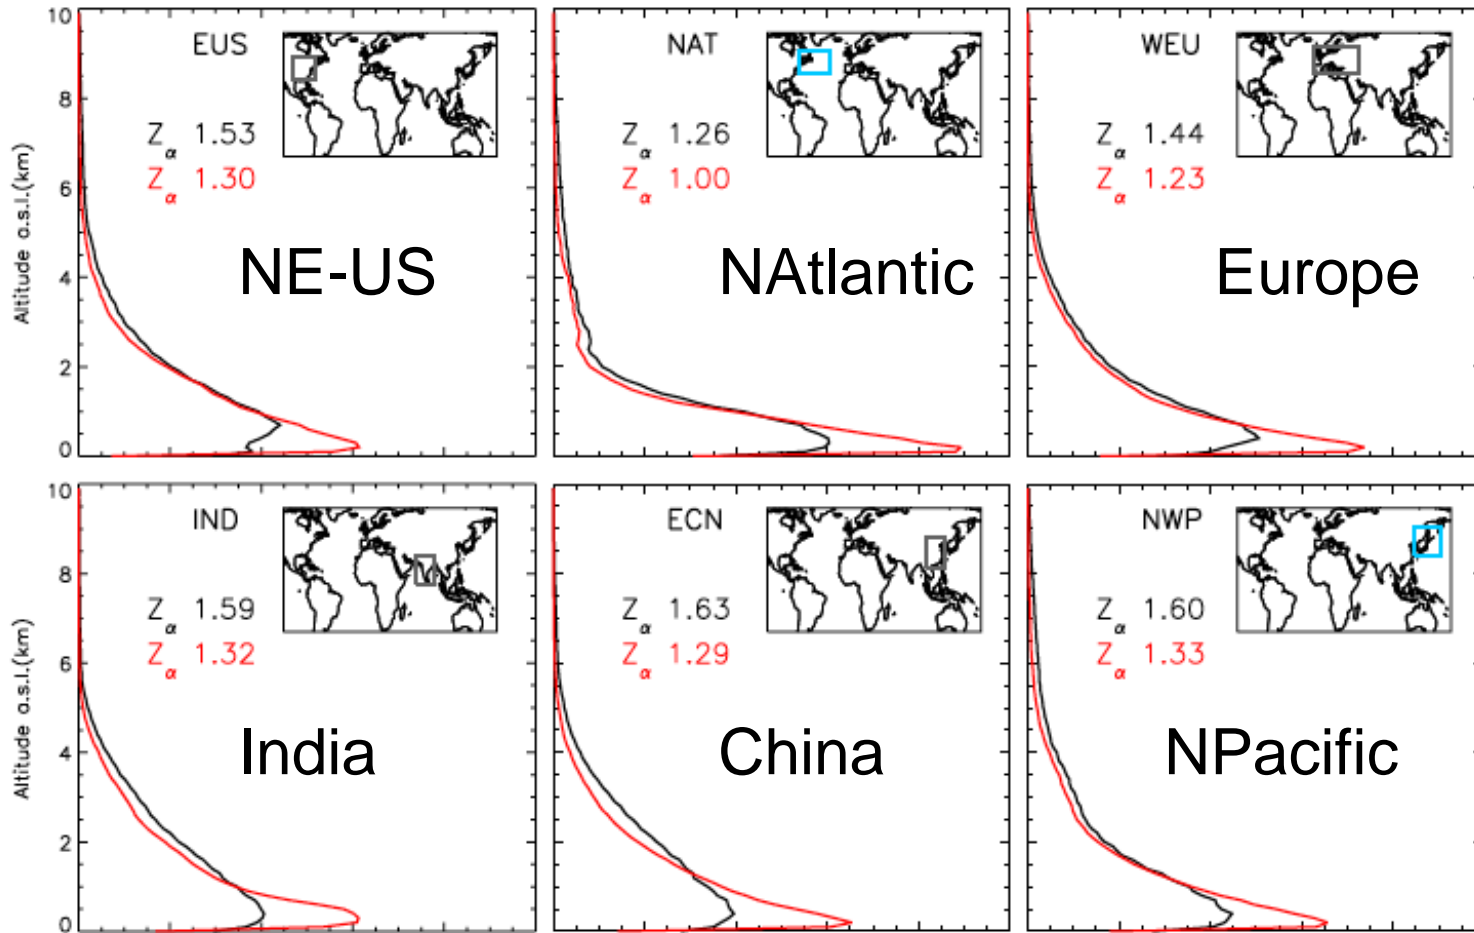 10
8
6
4
2
0
Altitude a.s.l.(km)
EUS
Zα 1.53
Zα 1.30
NE-US
NAT
Zα 1.26
Zα 1.00
NAtlantic
WEU
Zα 1.44
Zα 1.23
Europe
10
8
6
4
2
0
Altitude a.s.l.(km)
IND
Zα 1.59
Zα 1.32
India
ECN
Zα 1.63
Zα 1.29
China
NWP
Zα 1.60
Zα 1.33
NPacific